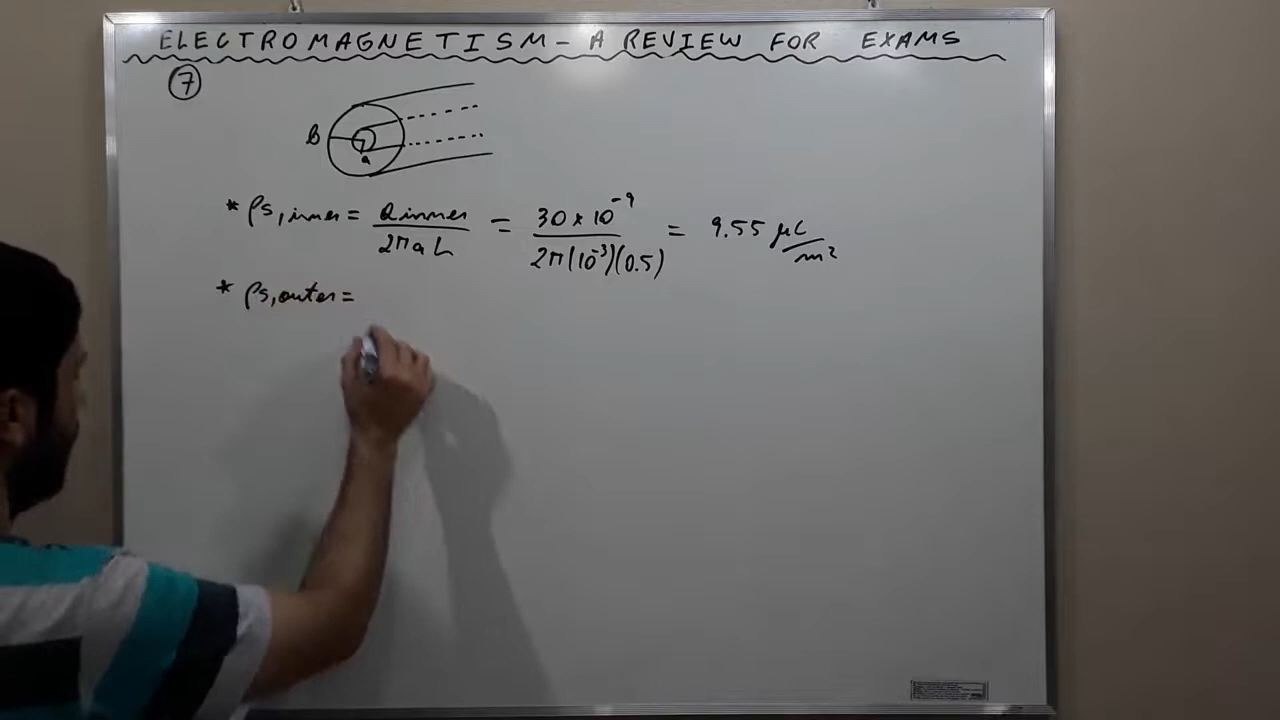 ELECTROMAGNETISM - A REVIEW FOR EXAMS
7
B
a
* ρs,inner = Qinner / 2πaL = 30 × 10⁻⁹ / 2π(10⁻³)(0.5) = 9.55 μC/m²
* ρs,outer =